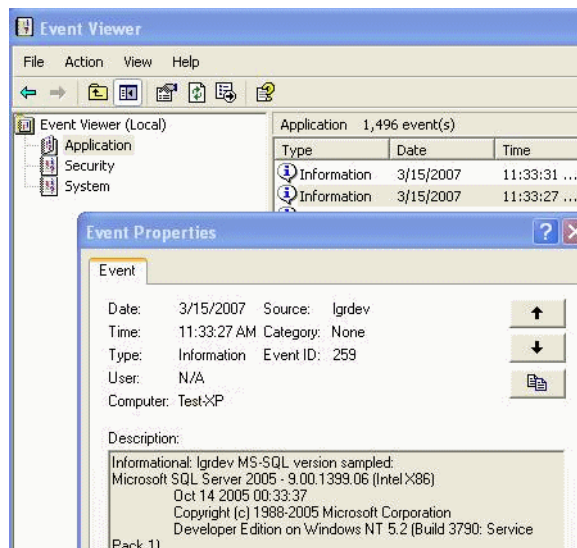 Event Viewer
File Action View Help
Event Viewer (Local)
Application
Security
System
Application 1,496 event(s)
Type Date Time
Information 3/15/2007 11:33:31 ...
Information 3/15/2007 11:33:27 ...
Event Properties
Event
Date: 3/15/2007 Source: lgrdev
Time: 11:33:27 AM Category: None
Type: Information Event ID: 259
User: N/A
Computer: Test-XP
Description:
Informational: lgrdev MS-SQL version sampled:
Microsoft SQL Server 2005 - 9.00.1399.06 (Intel X86)
Oct 14 2005 00:33:37
Copyright (c) 1988-2005 Microsoft Corporation
Developer Edition on Windows NT 5.2 (Build 3790: Service
Pack 1)